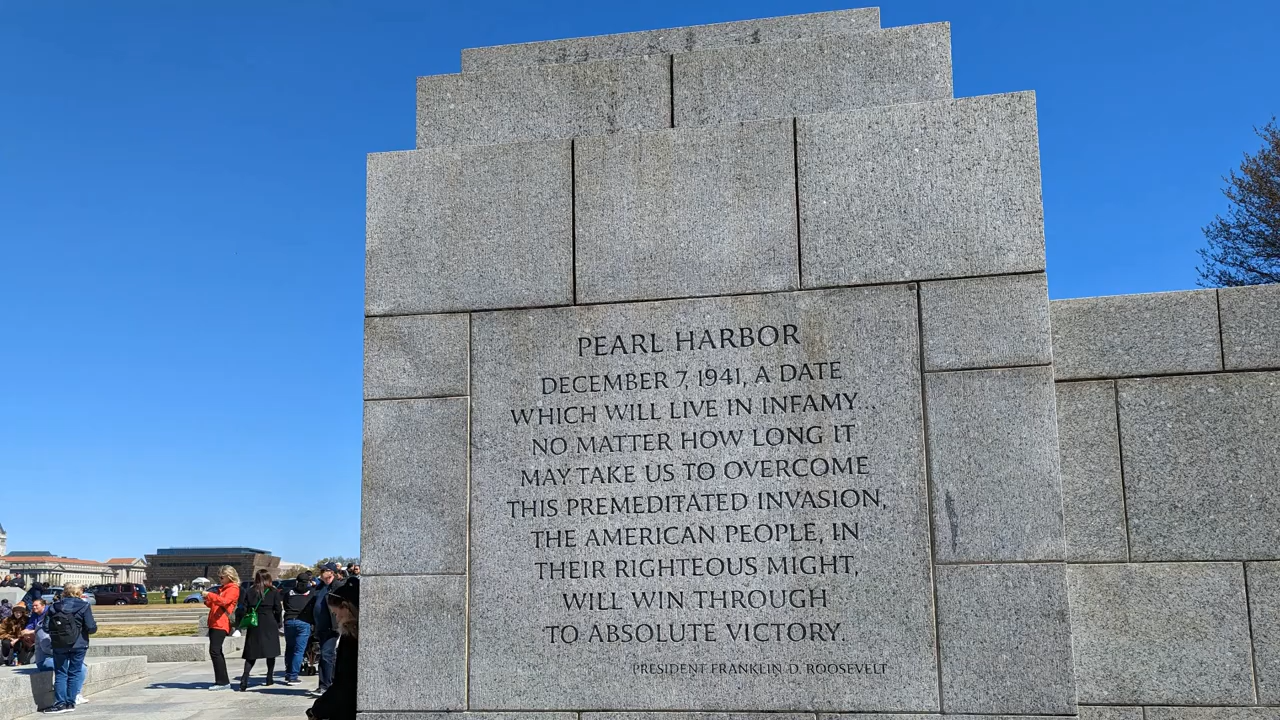 PEARL HARBOR
DECEMBER 7, 1941, A DATE
WHICH WILL LIVE IN INFAMY...
NO MATTER HOW LONG IT
MAY TAKE US TO OVERCOME
THIS PREMEDITATED INVASION,
THE AMERICAN PEOPLE, IN
THEIR RIGHTEOUS MIGHT,
WILL WIN THROUGH
TO ABSOLUTE VICTORY.
PRESIDENT FRANKLIN D. ROOSEVELT